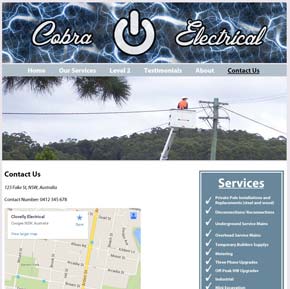 Cobra Electrical
Home Our Services Level 2 Testimonials About Contact Us
Contact Us
123 Fake St, NSW, Australia
Contact Number: 0412 345 678
Clovelly Electrical
Coogee NSW, Australia
Save
View larger map
Services
Private Pole Installations and
Replacements (steel and wood)
Disconnections/Reconnections
Underground Service Mains
Overhead Service Mains
Temporary Builders Supplys
Metering
Three Phase Upgrades
Off-Peak HW Upgrades
Industrial
Mini Excavation